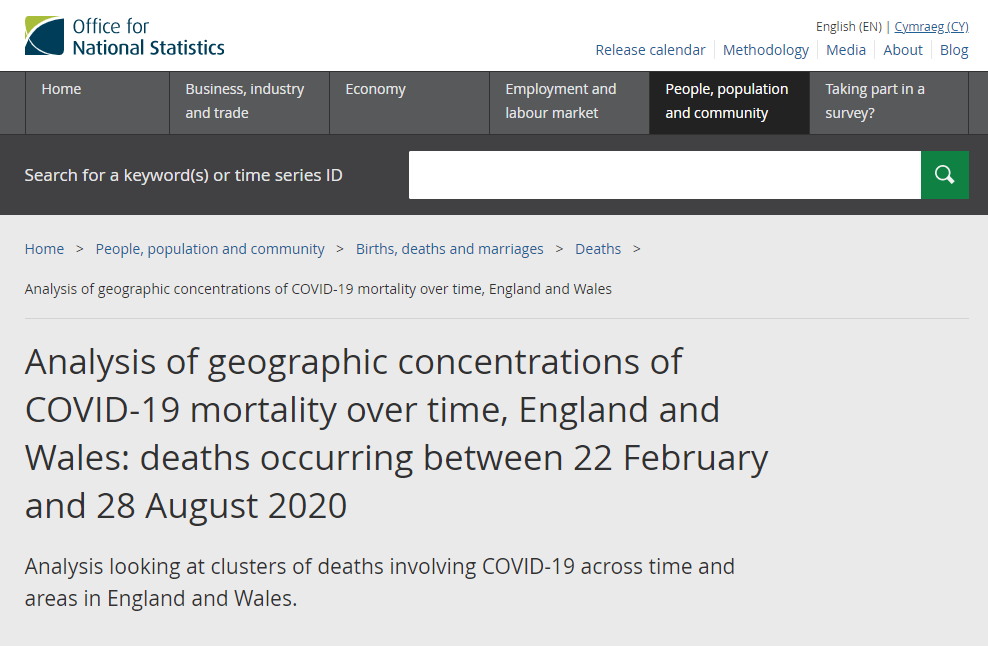 Office for
National Statistics
English (EN) | Cymraeg (CY)
Release calendar Methodology Media About Blog
Home
Business, industry
and trade
Economy
Employment and
labour market
People, population
and community
Taking part in a
survey?
Search for a keyword(s) or time series ID
Home > People, population and community > Births, deaths and marriages > Deaths >
Analysis of geographic concentrations of COVID-19 mortality over time, England and Wales
Analysis of geographic concentrations of
COVID-19 mortality over time, England and
Wales: deaths occurring between 22 February
and 28 August 2020
Analysis looking at clusters of deaths involving COVID-19 across time and
areas in England and Wales.